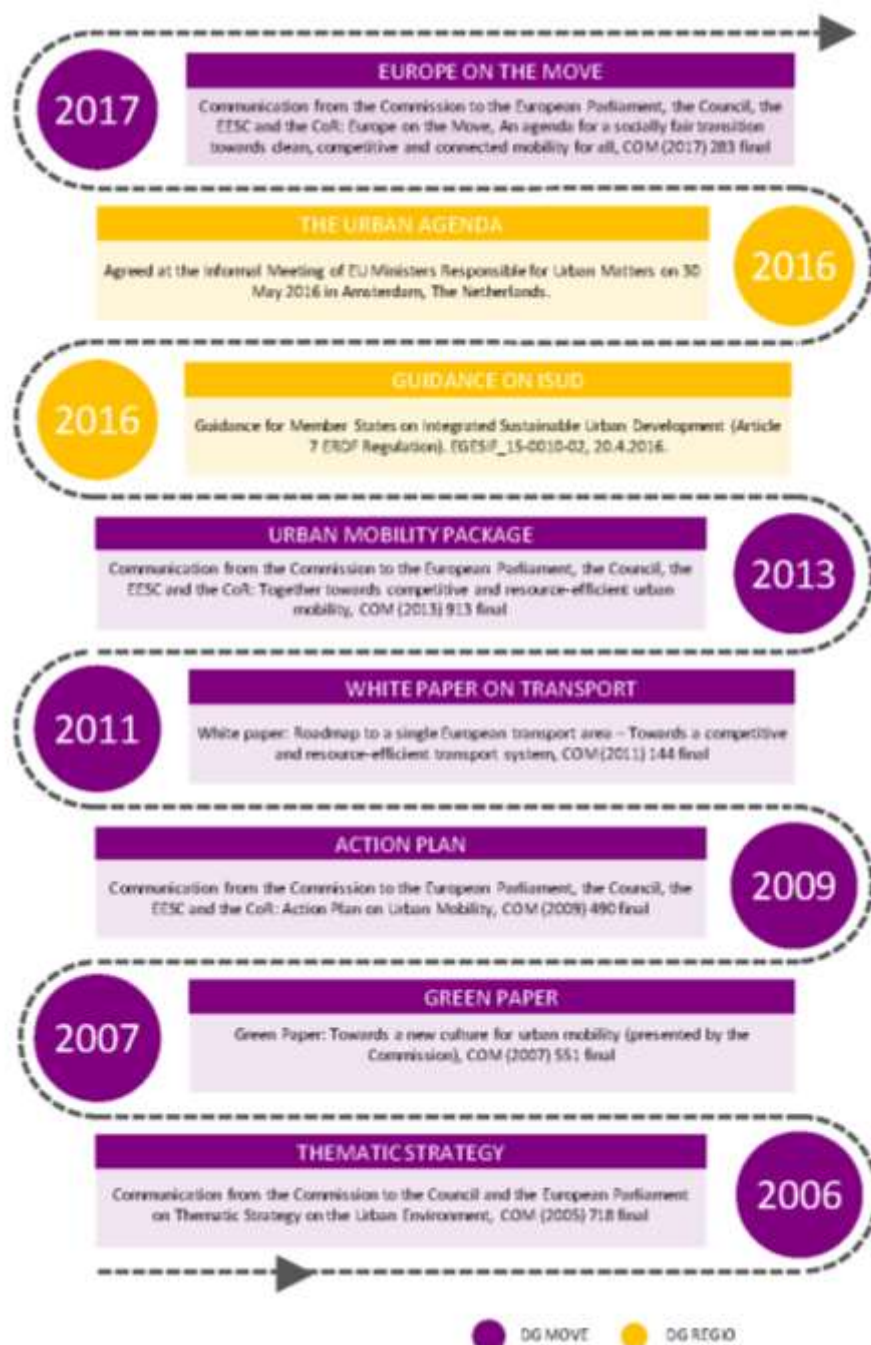 2017
EUROPE ON THE MOVE
Communication from the Commission to the European Parliament, the Council, the
EESC and the CoR: Europe on the Move, An agenda for a socially fair transition
towards clean, competitive and connected mobility for all, COM (2017) 283 final
THE URBAN AGENDA
Agreed at the Informal Meeting of EU Ministers Responsible for Urban Matters on 30
May 2016 in Amsterdam, The Netherlands.
2016
2016
GUIDANCE ON ISUD
Guidance for Member States on Integrated Sustainable Urban Development (Article
7 ERDF Regulation). EGESIF_15-0010-02, 20.4.2016.
URBAN MOBILITY PACKAGE
Communication from the Commission to the European Parliament, the Council, the
EESC and the CoR: Together towards competitive and resource-efficient urban
mobility, COM (2013) 913 final
2013
2011
WHITE PAPER ON TRANSPORT
White paper: Roadmap to a single European transport area – Towards a competitive
and resource-efficient transport system, COM (2011) 144 final
ACTION PLAN
Communication from the Commission to the European Parliament, the Council, the
EESC and the CoR: Action Plan on Urban Mobility, COM (2009) 490 final
2009
2007
GREEN PAPER
Green Paper: Towards a new culture for urban mobility (presented by the
Commission), COM (2007) 551 final
THEMATIC STRATEGY
Communication from the Commission to the Council and the European Parliament
on Thematic Strategy on the Urban Environment, COM (2005) 718 final
2006
DG MOVE
DG REGIO